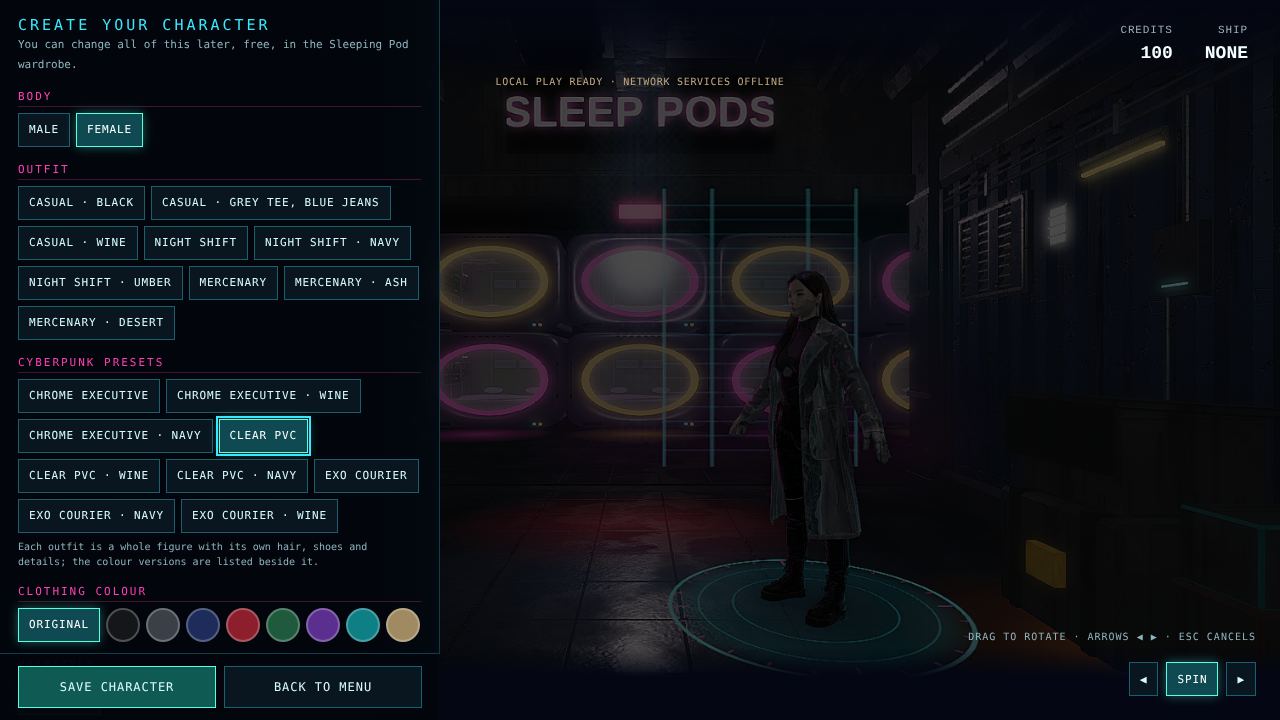 CREATE YOUR CHARACTER
You can change all of this later, free, in the Sleeping Pod
wardrobe.
BODY
MALE
FEMALE
OUTFIT
CASUAL · BLACK
CASUAL · GREY TEE, BLUE JEANS
CASUAL · WINE
NIGHT SHIFT
NIGHT SHIFT · NAVY
NIGHT SHIFT · UMBER
MERCENARY
MERCENARY · ASH
MERCENARY · DESERT
CYBERPUNK PRESETS
CHROME EXECUTIVE
CHROME EXECUTIVE · WINE
CHROME EXECUTIVE · NAVY
CLEAR PVC
CLEAR PVC · WINE
CLEAR PVC · NAVY
EXO COURIER
EXO COURIER · NAVY
EXO COURIER · WINE
Each outfit is a whole figure with its own hair, shoes and
details; the colour versions are listed beside it.
CLOTHING COLOUR
ORIGINAL
SAVE CHARACTER
BACK TO MENU
LOCAL PLAY READY · NETWORK SERVICES OFFLINE
SLEEP PODS
CREDITS
100
SHIP
NONE
DRAG TO ROTATE · ARROWS ◀ ▶ · ESC CANCELS
◀
SPIN
▶